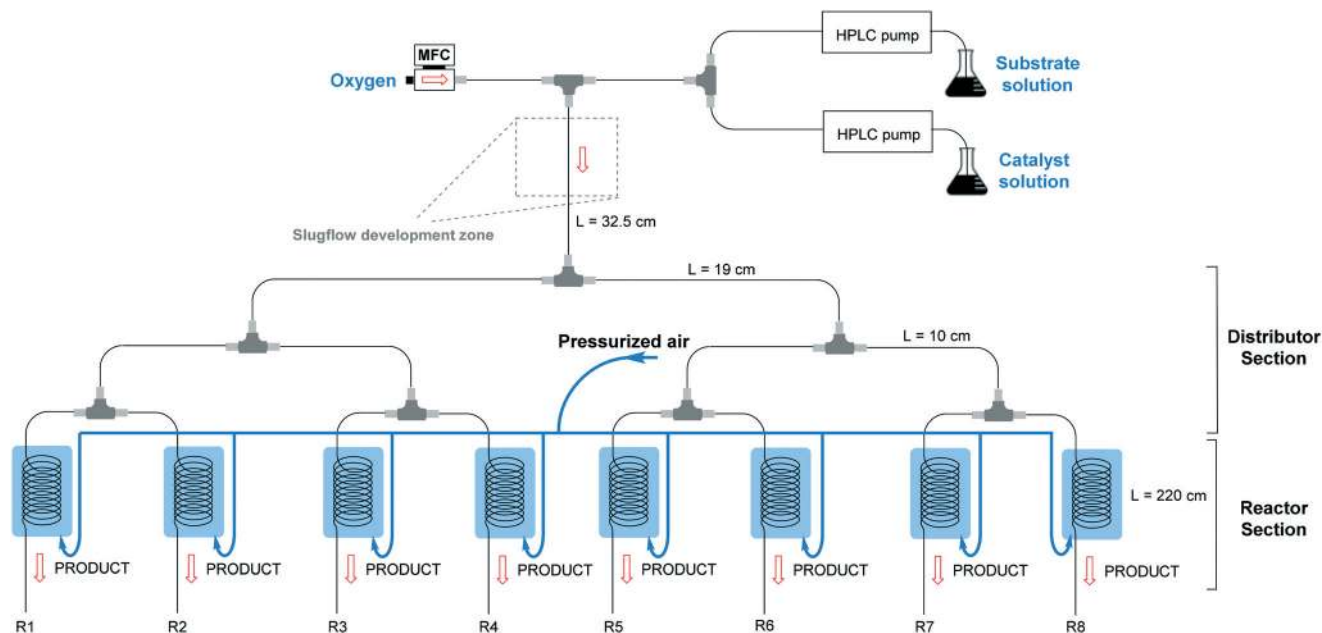 HPLC pump
MFC
Oxygen
Substrate
solution
HPLC pump
Catalyst
solution
L = 32.5 cm
Slugflow development zone
L = 19 cm
L = 10 cm
Pressurized air
Distributor
Section
L = 220 cm
Reactor
Section
PRODUCT
PRODUCT
PRODUCT
PRODUCT
PRODUCT
PRODUCT
PRODUCT
PRODUCT
R1
R2
R3
R4
R5
R6
R7
R8